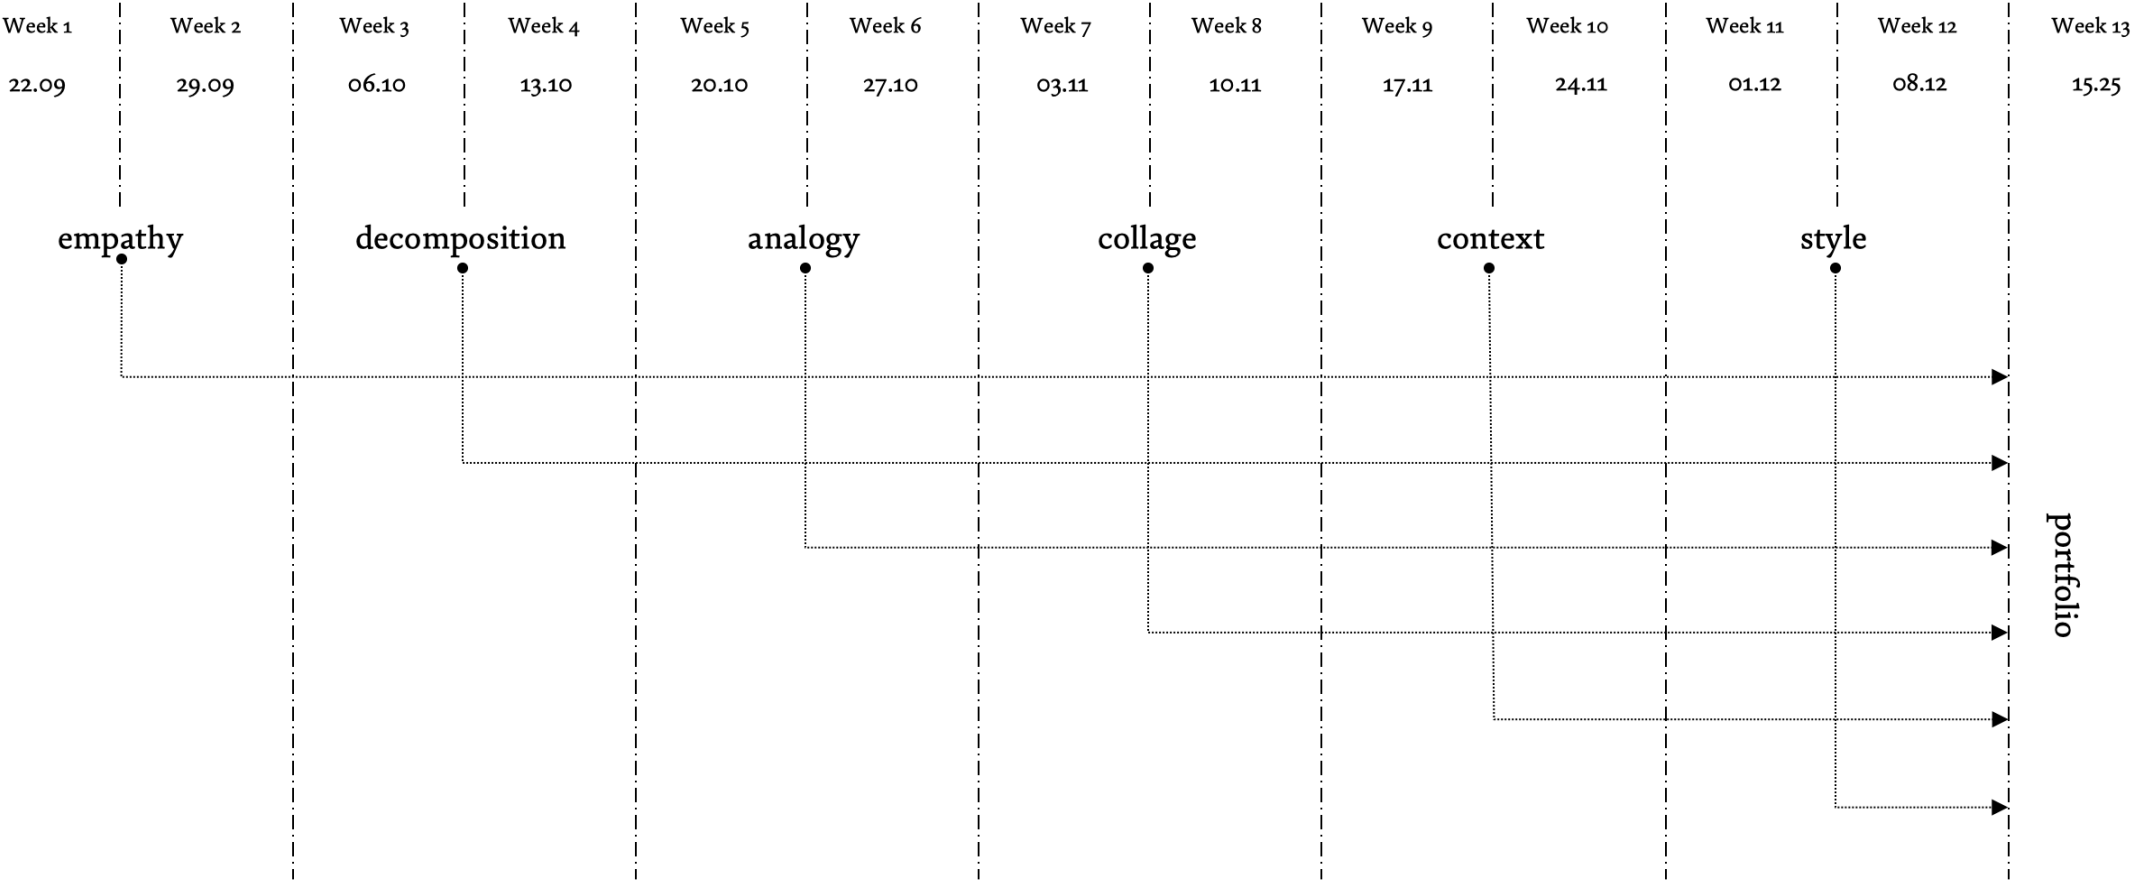 Week 1 Week 2 Week 3 Week 4 Week 5 Week 6 Week 7 Week 8 Week 9 Week 10 Week 11 Week 12 Week 13
22.09 29.09 06.10 13.10 20.10 27.10 03.11 10.11 17.11 24.11 01.12 08.12 15.25
empathy decomposition analogy collage context style
portfolio